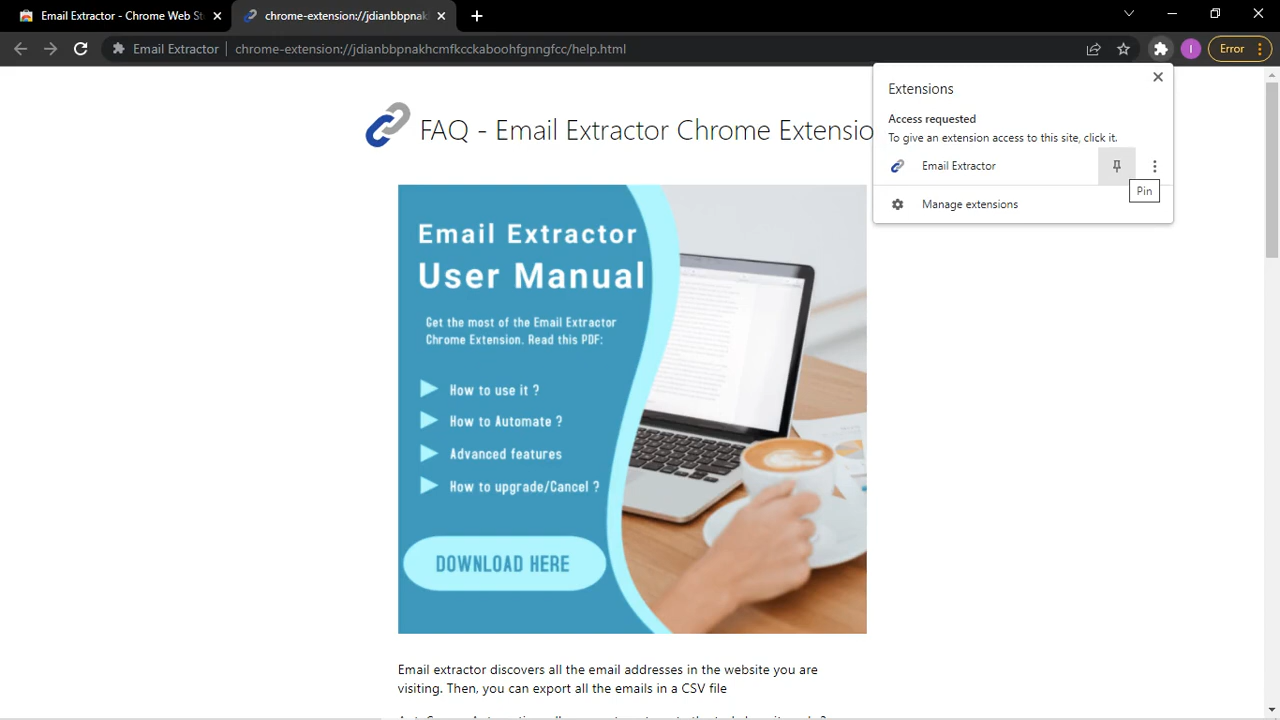 Email Extractor - Chrome Web St
chrome-extension://jdianbbpnak
Email Extractor
chrome-extension://jdianbbpnakhcmfkcckaboohfgnngfcc/help.html
I
Error
FAQ - Email Extractor Chrome Extensio
Extensions
Access requested
To give an extension access to this site, click it.
Email Extractor
Pin
Manage extensions
Email Extractor
User Manual
Get the most of the Email Extractor
Chrome Extension. Read this PDF:
How to use it ?
How to Automate ?
Advanced features
How to upgrade/Cancel ?
DOWNLOAD HERE
Email extractor discovers all the email addresses in the website you are
visiting. Then, you can export all the emails in a CSV file